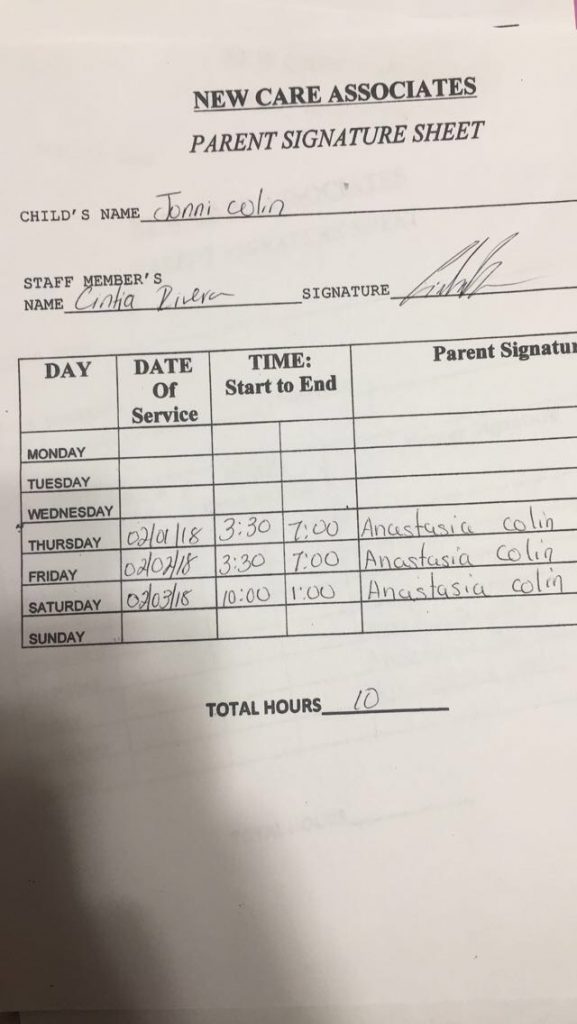 NEW CARE ASSOCIATES
PARENT SIGNATURE SHEET
CHILD'S NAME Jonni colin
STAFF MEMBER'S
NAME Cintia Rivera SIGNATURE
DAY DATE Of Service TIME: Start to End Parent Signatur
MONDAY
TUESDAY
WEDNESDAY
THURSDAY 02/01/18 3:30 7:00 Anastasia colin
FRIDAY 02/02/18 3:30 7:00 Anastasia Colin
SATURDAY 02/03/18 10:00 1:00 Anastasia colin
SUNDAY
TOTAL HOURS 10